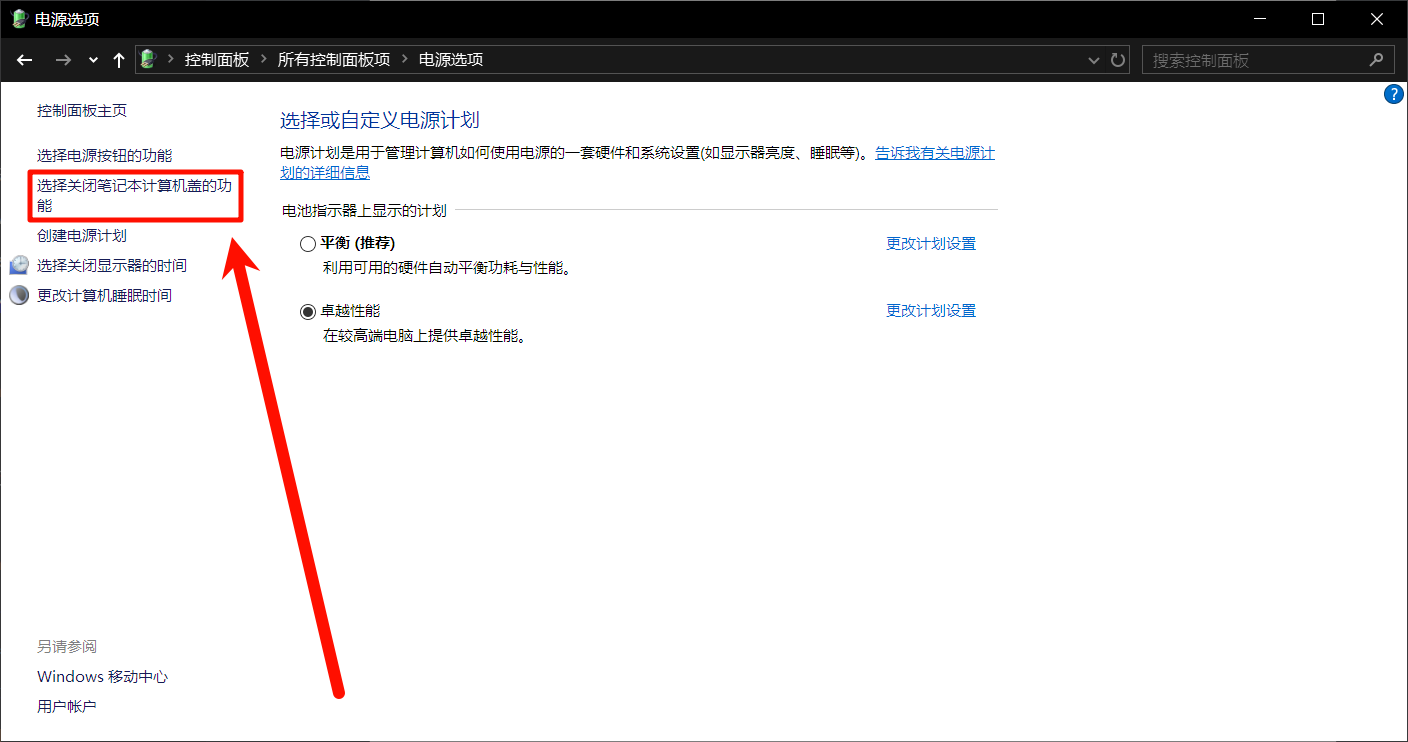 电源选项
控制面板 > 所有控制面板项 > 电源选项
搜索控制面板
?
控制面板主页
选择电源按钮的功能
选择关闭笔记本计算机盖的功
能
创建电源计划
选择关闭显示器的时间
更改计算机睡眠时间
选择或自定义电源计划
电源计划是用于管理计算机如何使用电源的一套硬件和系统设置(如显示器亮度、睡眠等)。告诉我有关电源计
划的详细信息
电池指示器上显示的计划
平衡 (推荐) 更改计划设置
利用可用的硬件自动平衡功耗与性能。
卓越性能 更改计划设置
在较高端电脑上提供卓越性能。
另请参阅
Windows 移动中心
用户帐户